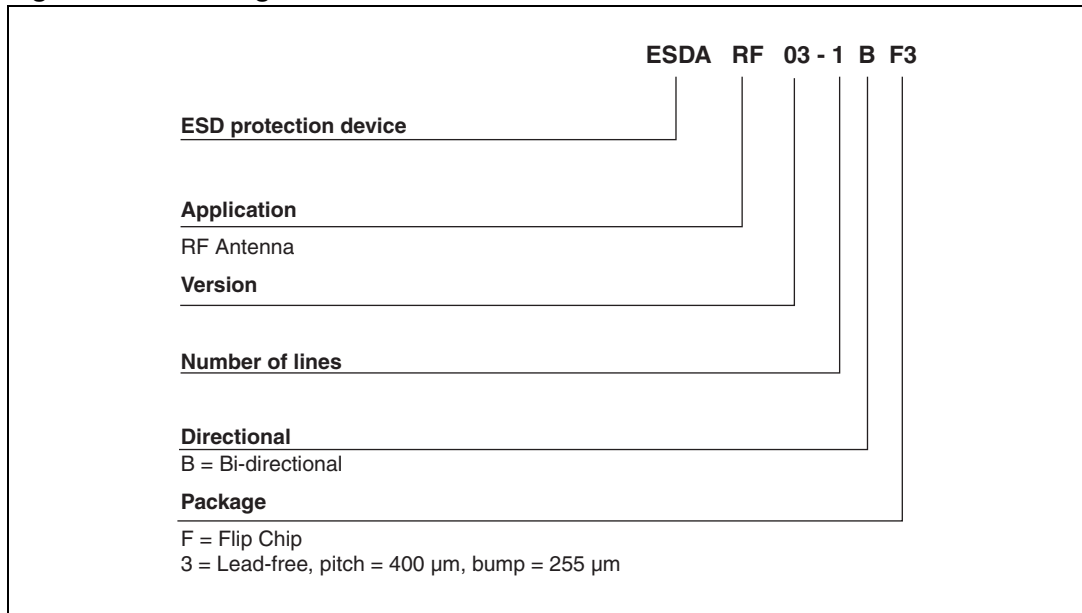 ESDA RF 03 - 1 B F3
ESD protection device
Application
RF Antenna
Version
Number of lines
Directional
B = Bi-directional
Package
F = Flip Chip
3 = Lead-free, pitch = 400 µm, bump = 255 µm